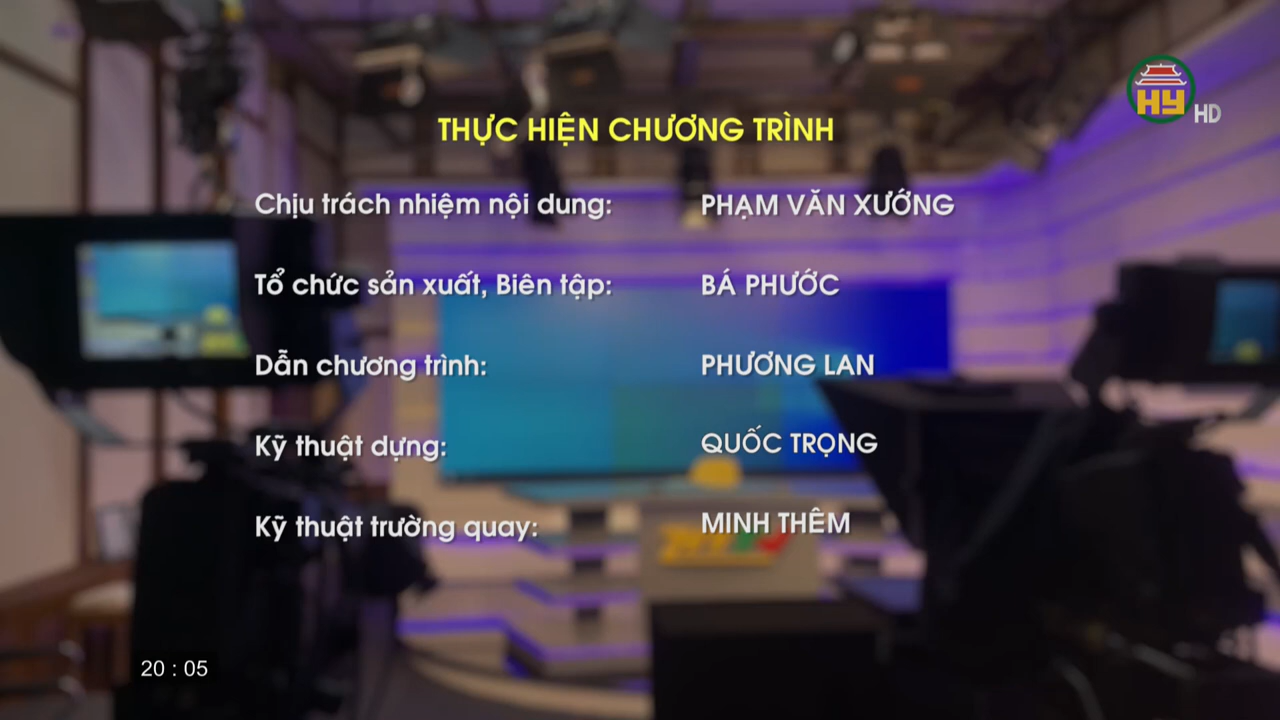 HY HD
THỰC HIỆN CHƯƠNG TRÌNH
Chịu trách nhiệm nội dung: PHẠM VĂN XƯỚNG
Tổ chức sản xuất, Biên tập: BÁ PHƯỚC
Dẫn chương trình: PHƯƠNG LAN
Kỹ thuật dựng: QUỐC TRỌNG
Kỹ thuật trường quay: MINH THÊM
20 : 05